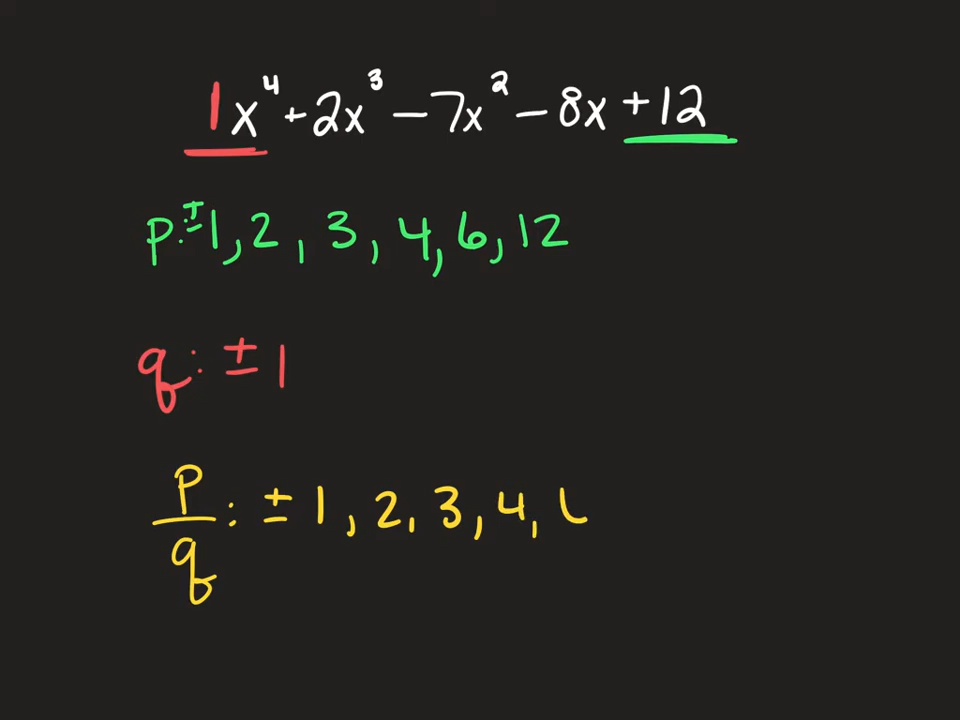 1x⁴ + 2x³ - 7x² - 8x + 12
p: ± 1, 2, 3, 4, 6, 12
q: ± 1
p/q: ± 1, 2, 3, 4,